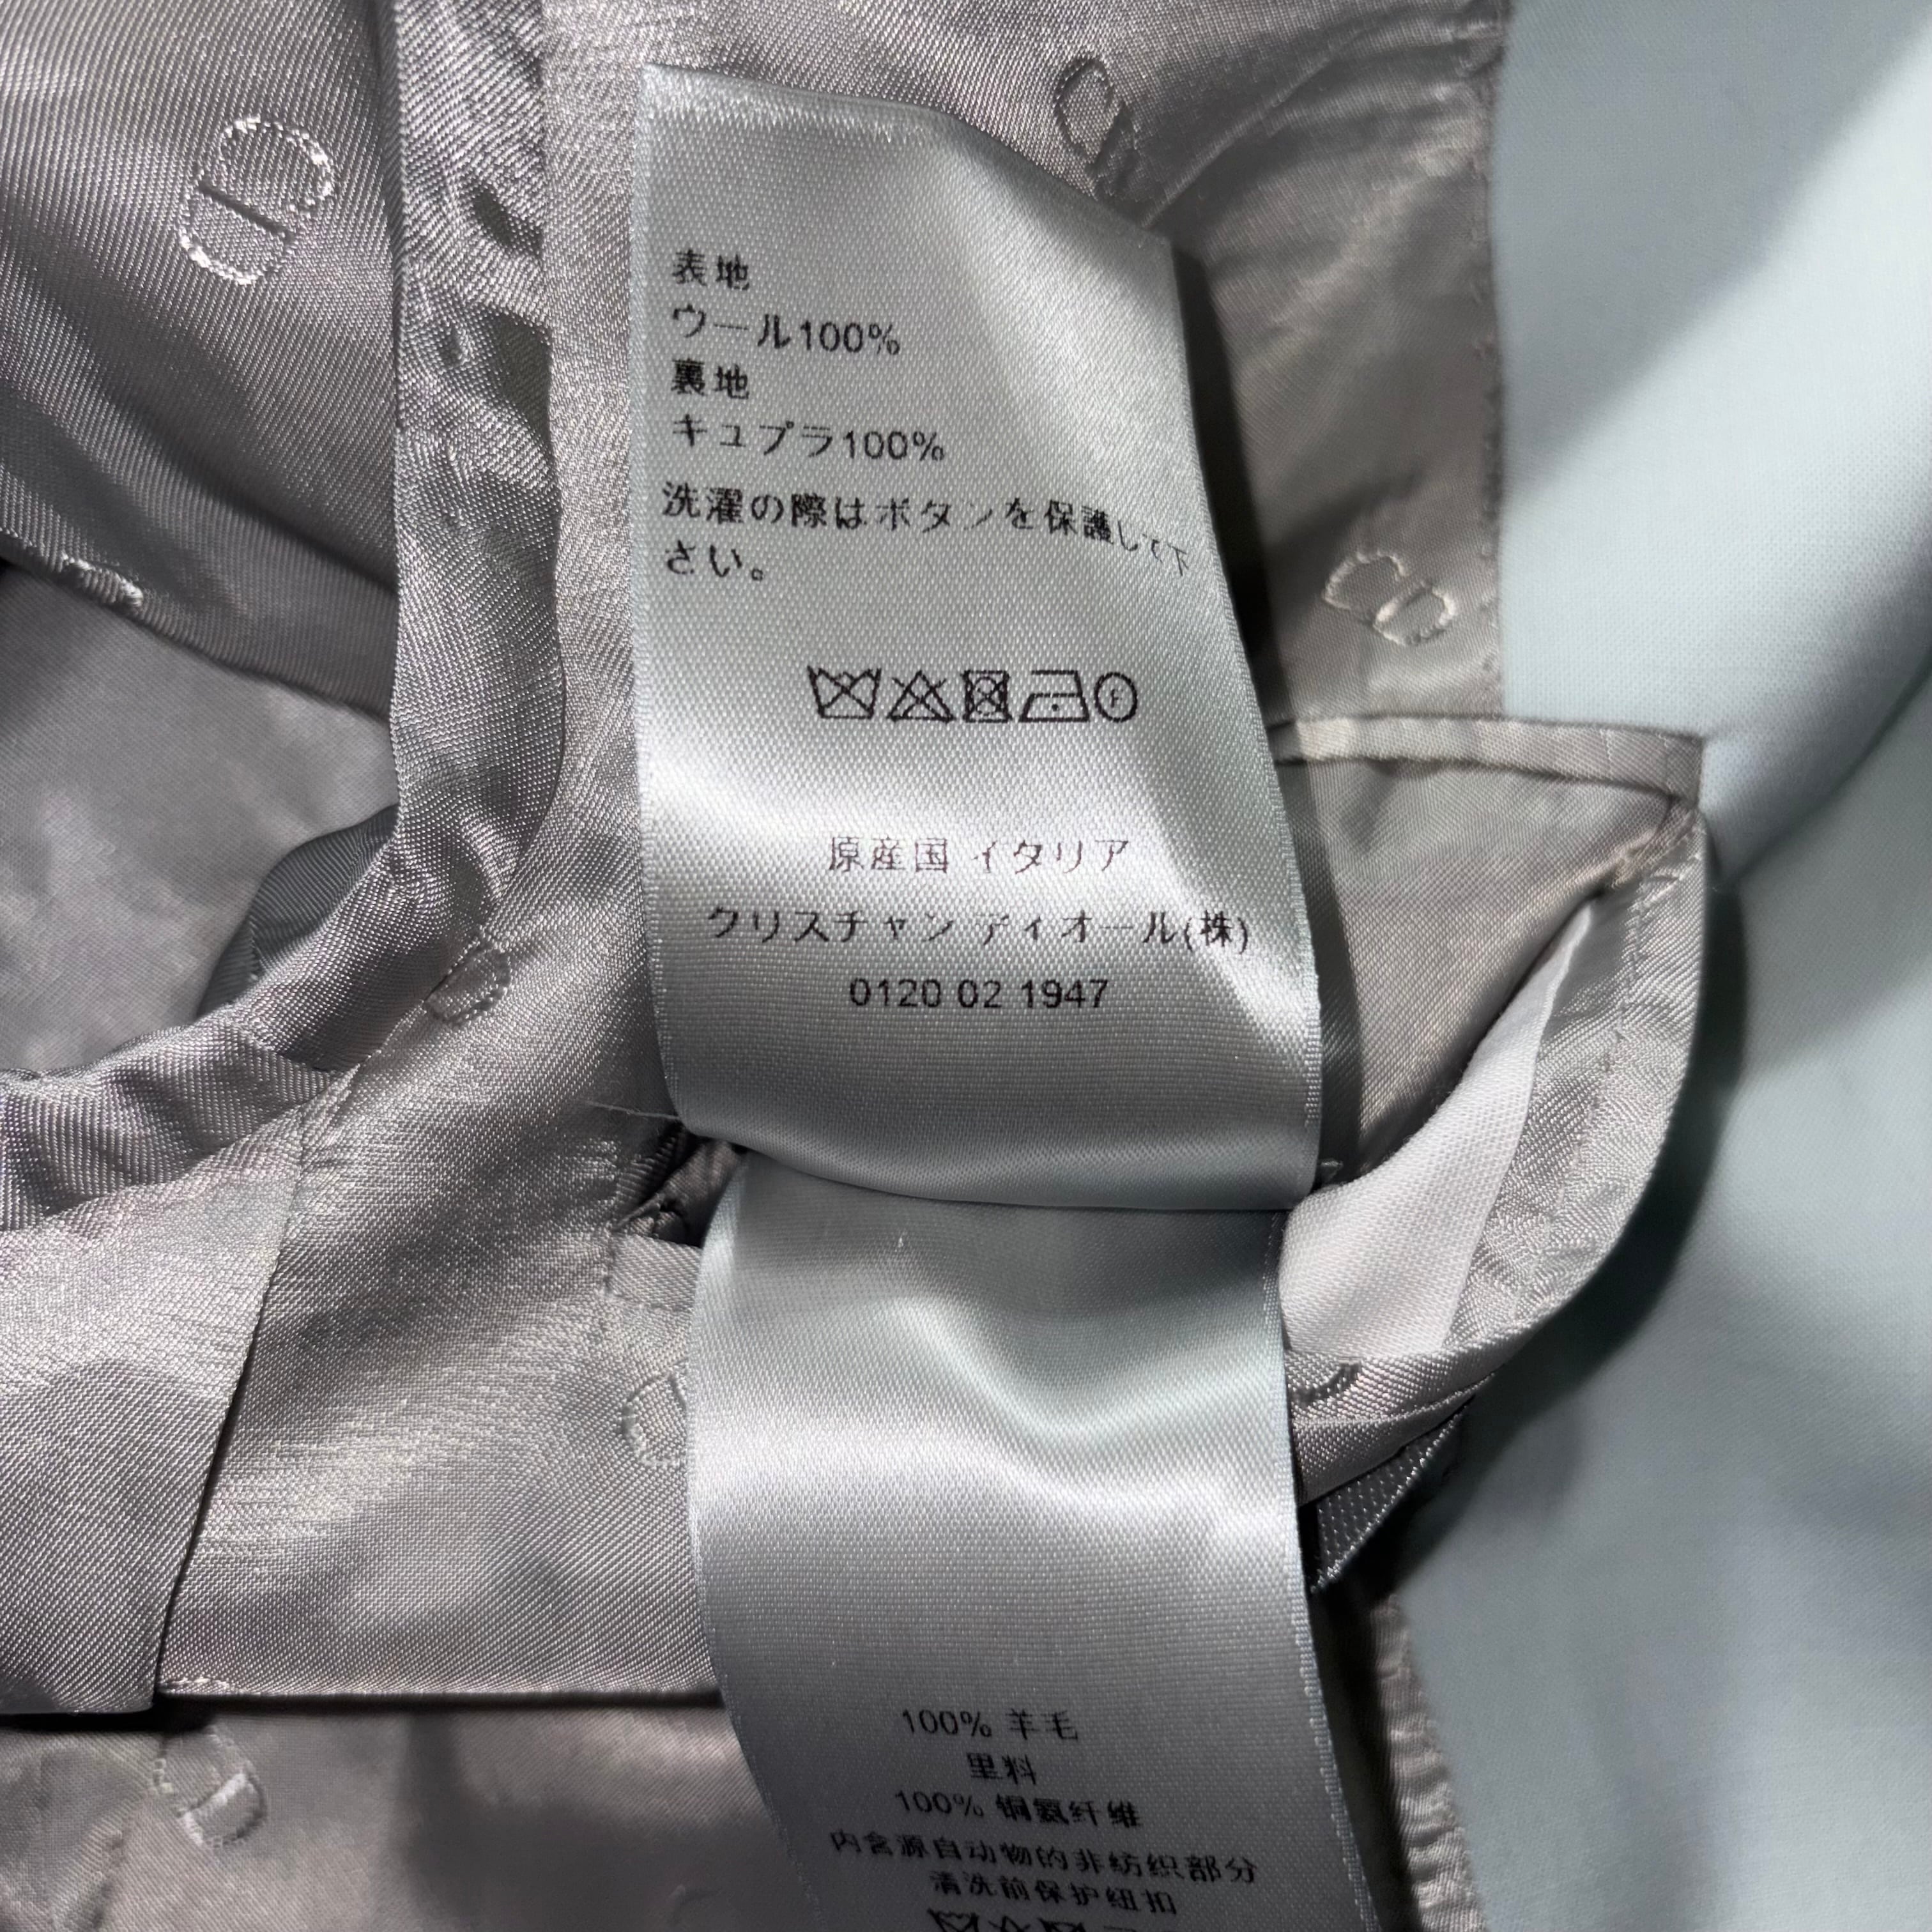 表地
ウール100%
裏地
キュプラ100%
洗濯の際はボタンを保護して下
さい。
原産国 イタリア
クリスチャン ディオール(株)
0120 02 1947
100% 羊毛
里料
100% 铜氨纤维
内含源自动物的非纺织部分
清洗前保护纽扣